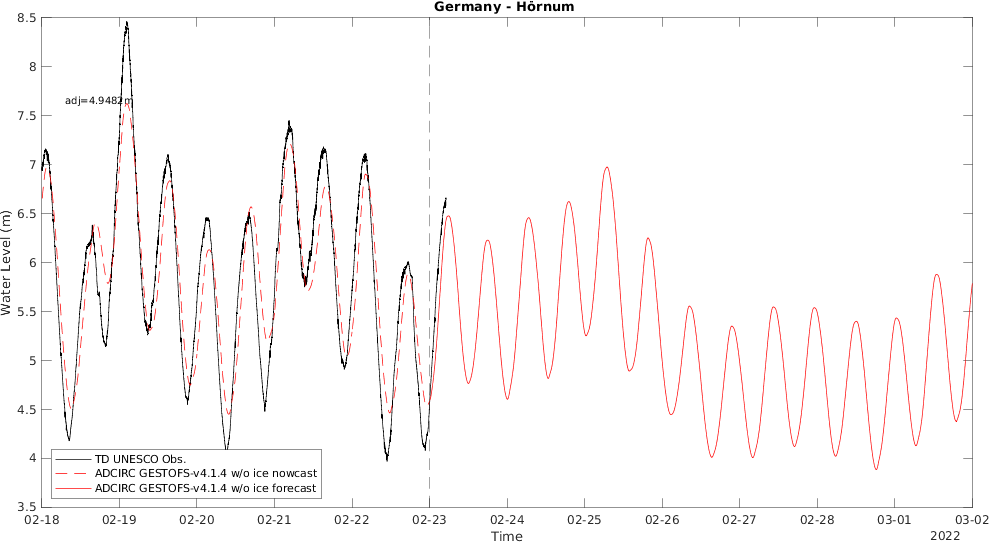 Germany - Hörnum
8.5
8
7.5
7
6.5
6
5.5
5
4.5
4
3.5
Water Level (m)
adj=4.9482m
TD UNESCO Obs.
ADCIRC GESTOFS-v4.1.4 w/o ice nowcast
ADCIRC GESTOFS-v4.1.4 w/o ice forecast
02-18 02-19 02-20 02-21 02-22 02-23 02-24 02-25 02-26 02-27 02-28 03-01 03-02
Time
2022